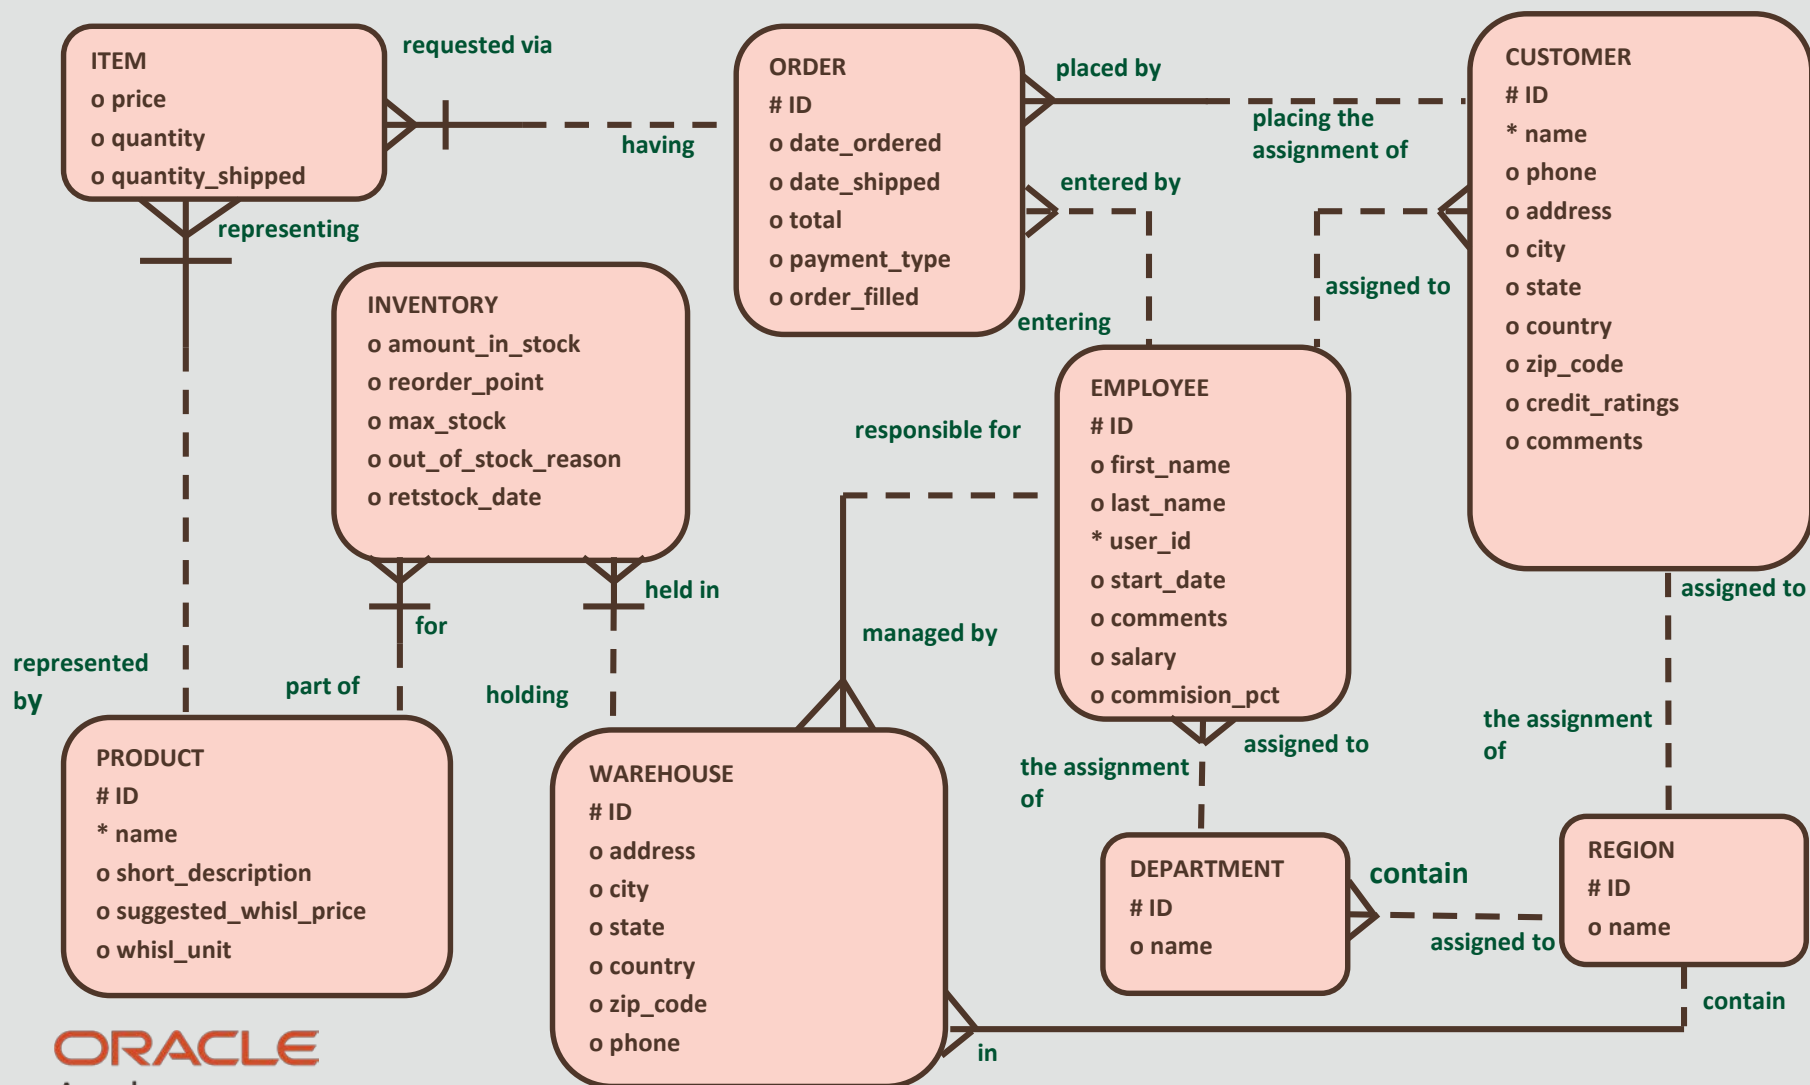 ITEM
o price
o quantity
o quantity_shipped
requested via
having
ORDER
# ID
o date_ordered
o date_shipped
o total
o payment_type
o order_filled
placed by
placing the
assignment of
entered by
entering
CUSTOMER
# ID
* name
o phone
o address
o city
o state
o country
o zip_code
o credit_ratings
o comments
assigned to
representing
INVENTORY
o amount_in_stock
o reorder_point
o max_stock
o out_of_stock_reason
o retstock_date
EMPLOYEE
# ID
o first_name
o last_name
* user_id
o start_date
o comments
o salary
o commision_pct
responsible for
managed by
held in
for
represented
by
part of
holding
assigned to
the assignment
of
assigned to
the assignment
of
PRODUCT
# ID
* name
o short_description
o suggested_whisl_price
o whisl_unit
WAREHOUSE
# ID
o address
o city
o state
o country
o zip_code
o phone
DEPARTMENT
# ID
o name
contain
assigned to
REGION
# ID
o name
contain
in
ORACLE